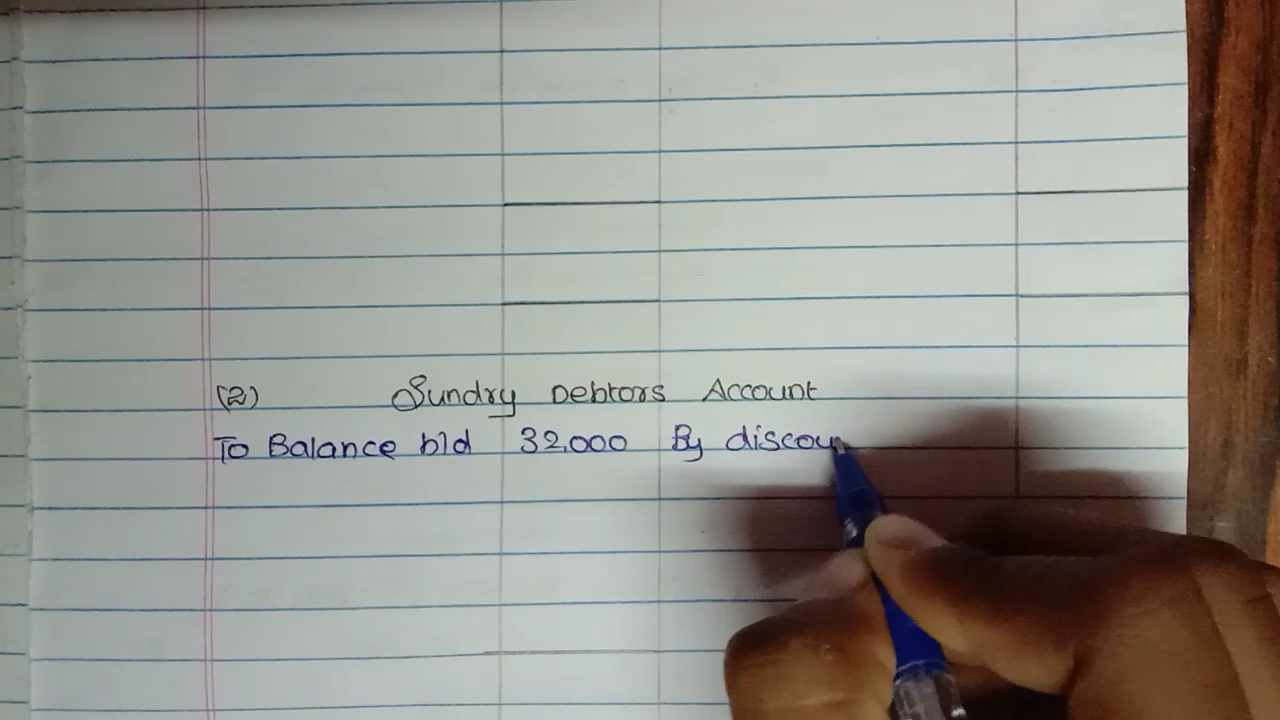 (2) Sundry Debtors Account
To Balance b/d 32,000 By discou